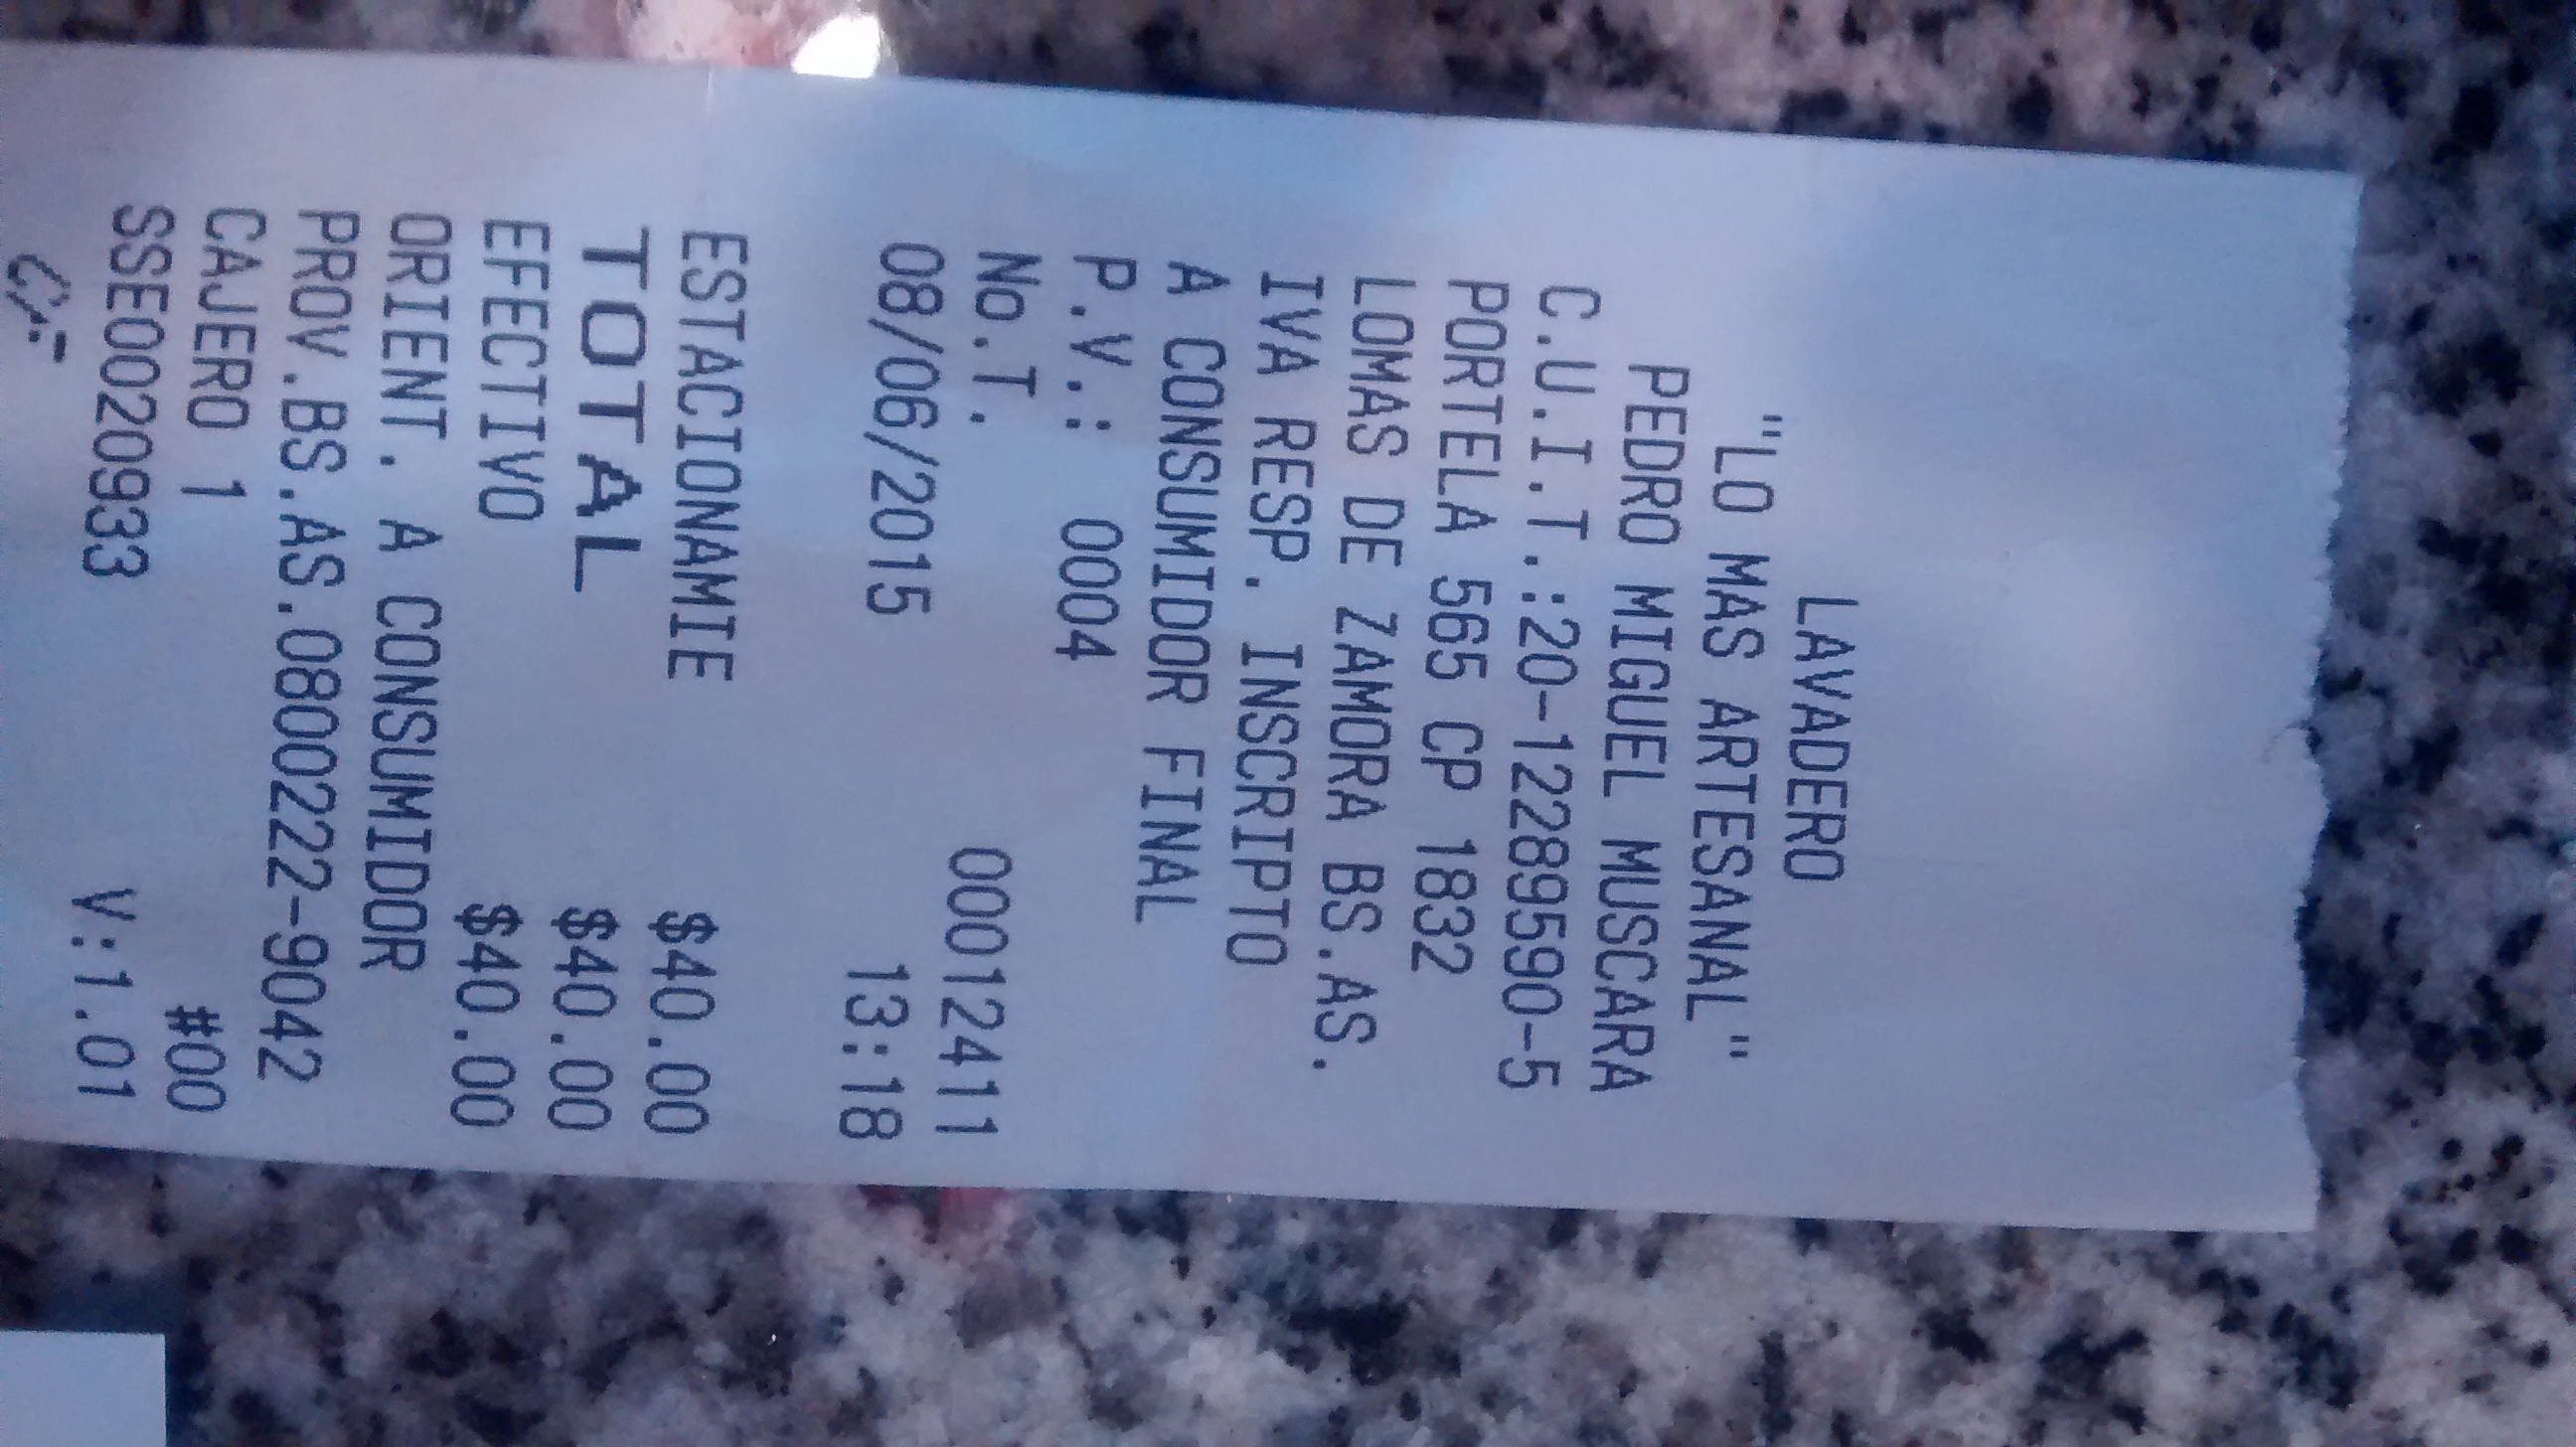 LAVADERO
"LO MAS ARTESANAL"
PEDRO MIGUEL MUSCARA
C.U.I.T.:20-12289590-5
PORTELA 565 CP 1832
LOMAS DE ZAMORA BS.AS.
IVA RESP. INSCRIPTO
A CONSUMIDOR FINAL
P.V.: 0004
No.T. 00012411
08/06/2015 13:18
ESTACIONAMIE $40.00
TOTAL $40.00
EFECTIVO $40.00
ORIENT. A CONSUMIDOR
PROV.BS.AS.0800222-9042
CAJERO 1 #00
SSE0020933 V:1.01